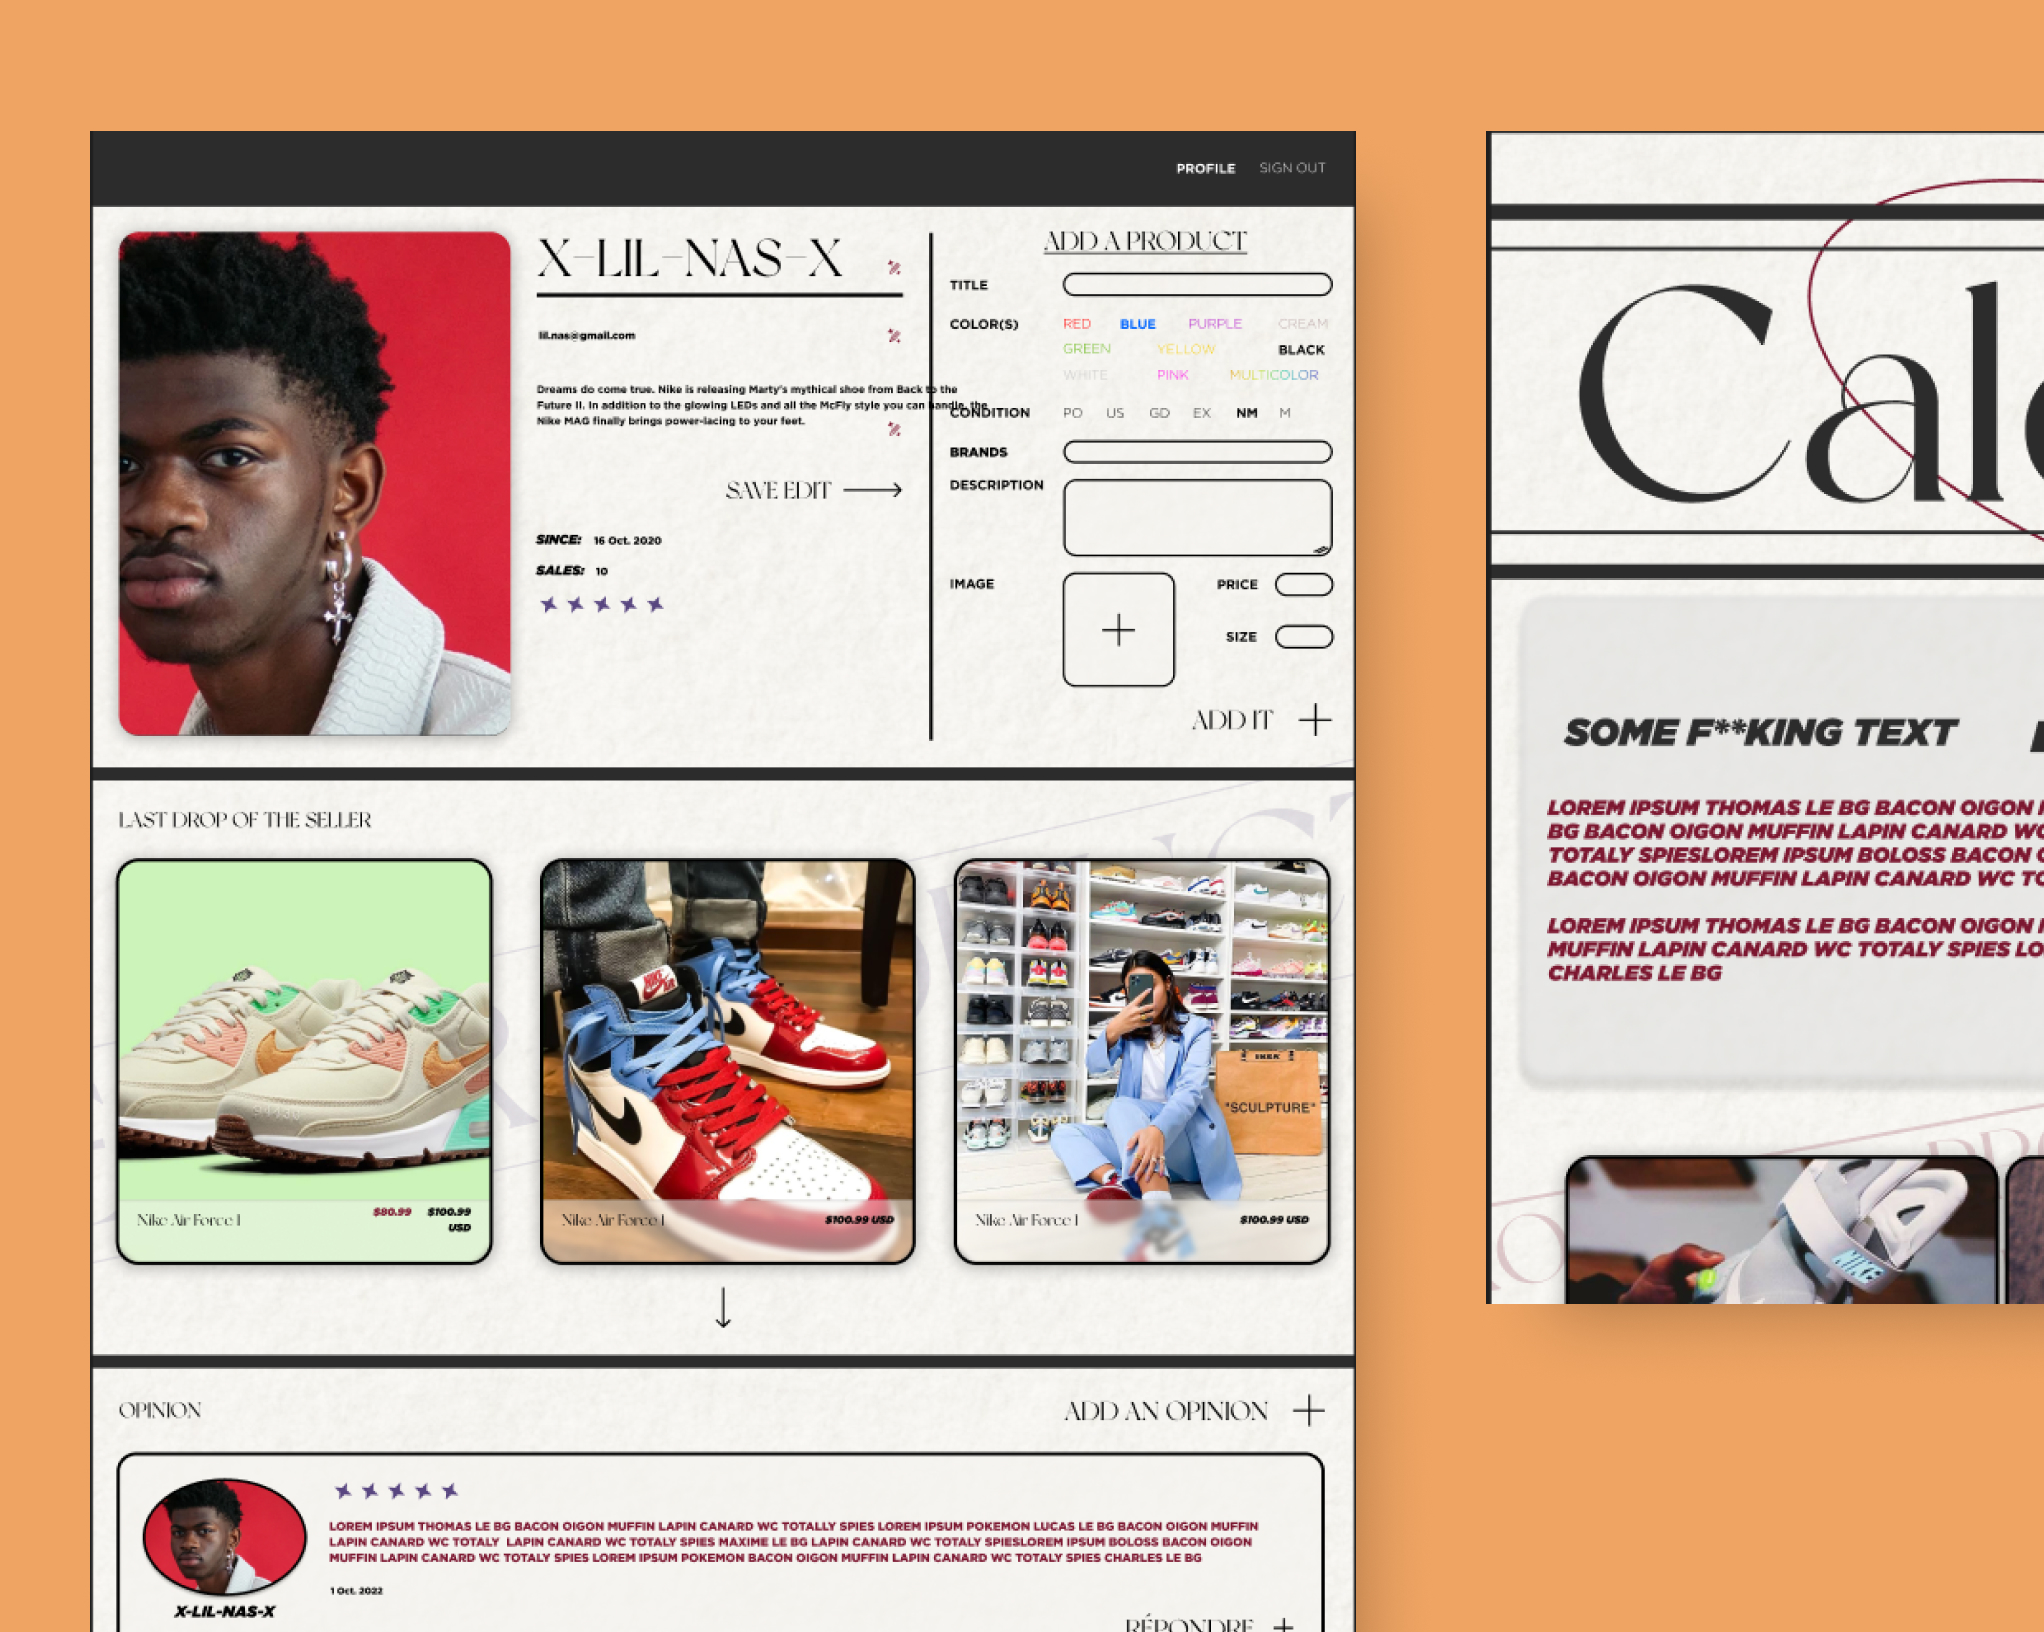 PROFILE SIGN OUT
X-LIL-NAS-X
lil.nas@gmail.com
Dreams do come true. Nike is releasing Marty's mythical shoe from Back to the
Future II. In addition to the glowing LEDs and all the McFly style you can handle, the
Nike MAG finally brings power-lacing to your feet.
SAVE EDIT
SINCE: 16 Oct. 2020
SALES: 10
ADD A PRODUCT
TITLE
COLOR(S) RED BLUE PURPLE CREAM
GREEN YELLOW BLACK
WHITE PINK MULTICOLOR
CONDITION PO US GD EX NM M
BRANDS
DESCRIPTION
IMAGE
PRICE
SIZE
ADD IT
LAST DROP OF THE SELLER
Nike Air Force 1 $80.99 $100.99
USD
Nike Air Force 1 $100.99 USD
IKEA
"SCULPTURE"
Nike Air Force 1 $100.99 USD
OPINION
ADD AN OPINION
LOREM IPSUM THOMAS LE BG BACON OIGON MUFFIN LAPIN CANARD WC TOTALLY SPIES LOREM IPSUM POKEMON LUCAS LE BG BACON OIGON MUFFIN
LAPIN CANARD WC TOTALY LAPIN CANARD WC TOTALY SPIES MAXIME LE BG LAPIN CANARD WC TOTALY SPIESLOREM IPSUM BOLOSS BACON OIGON
MUFFIN LAPIN CANARD WC TOTALY SPIES LOREM IPSUM POKEMON BACON OIGON MUFFIN LAPIN CANARD WC TOTALY SPIES CHARLES LE BG
1 Oct. 2022
X-LIL-NAS-X
RÉPONDRE
Cal
SOME F**KING TEXT
LOREM IPSUM THOMAS LE BG BACON OIGON
BG BACON OIGON MUFFIN LAPIN CANARD WC
TOTALY SPIESLOREM IPSUM BOLOSS BACON
BACON OIGON MUFFIN LAPIN CANARD WC TO
LOREM IPSUM THOMAS LE BG BACON OIGON
MUFFIN LAPIN CANARD WC TOTALY SPIES LO
CHARLES LE BG
NIKE